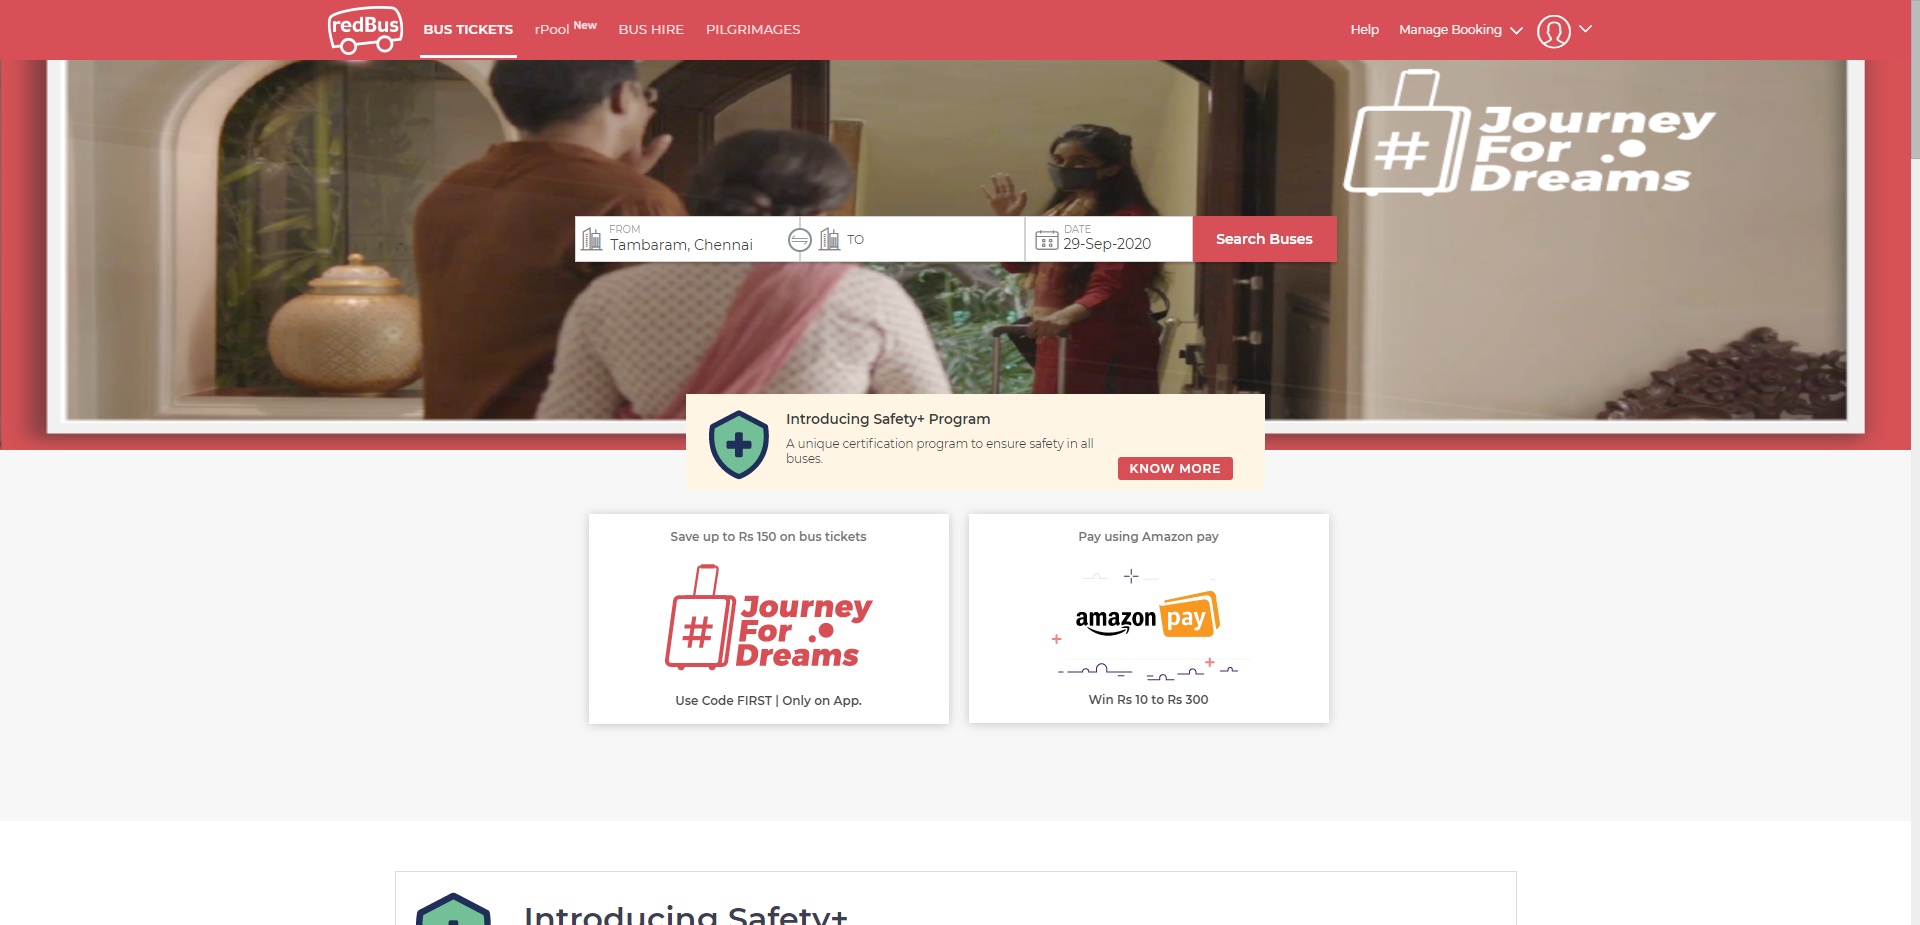 redBus
BUS TICKETS
rPool New
BUS HIRE
PILGRIMAGES
Help
Manage Booking
#
Journey
For
Dreams
FROM
Tambaram, Chennai
TO
DATE
29-Sep-2020
Search Buses
Introducing Safety+ Program
A unique certification program to ensure safety in all
buses.
KNOW MORE
Save up to Rs 150 on bus tickets
#
Journey
For
Dreams
Use Code FIRST | Only on App.
Pay using Amazon pay
amazon pay
Win Rs 10 to Rs 300
Introducing Safety+